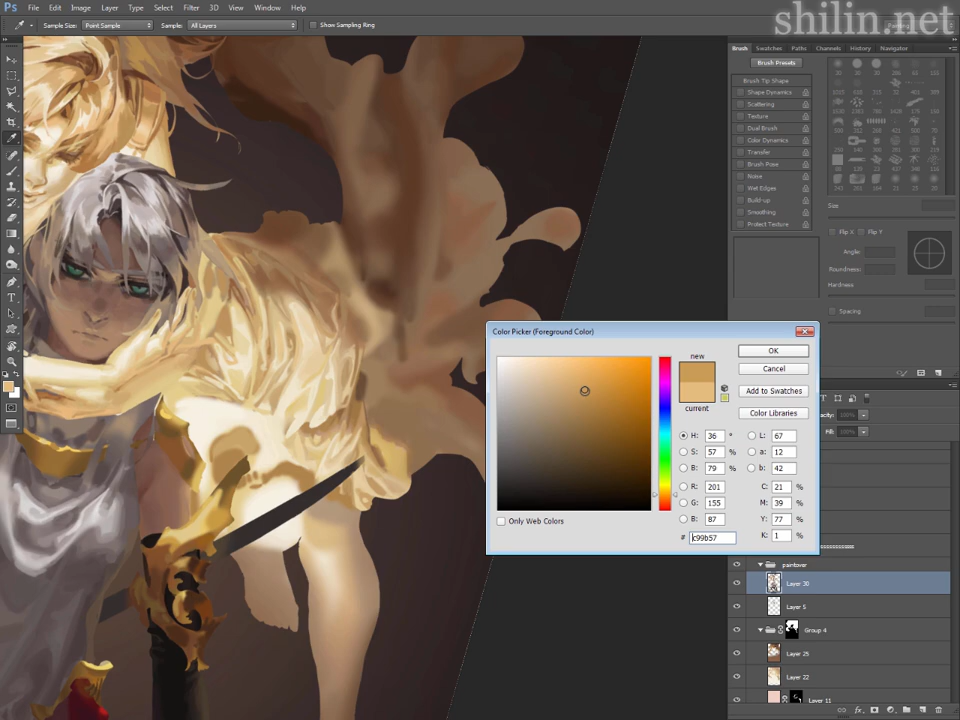 Ps File Edit Image Layer Type Select Filter 3D View Window Help
shilin.net
Sample Size: Point Sample Sample: All Layers Show Sampling Ring
Brush Swatches Paths Channels History Navigator
Brush Presets
Brush Tip Shape
Shape Dynamics
Scattering
Texture
Dual Brush
Color Dynamics
Transfer
Brush Pose
Noise
Wet Edges
Build-up
Smoothing
Protect Texture
Size
Flip X Flip Y
Angle:
Roundness:
Hardness
Spacing
Color Picker (Foreground Color)
new
current
OK
Cancel
Add to Swatches
Color Libraries
H: 36 ° L: 67
S: 57 % a: 12
B: 79 % b: 42
R: 201 C: 21 %
G: 155 M: 39 %
B: 87 Y: 77 %
# c99b57 K: 1 %
Only Web Colors
Fill: 100%
paintover
Layer 30
Layer 5
Group 4
Layer 25
Layer 22
Layer 11
fx